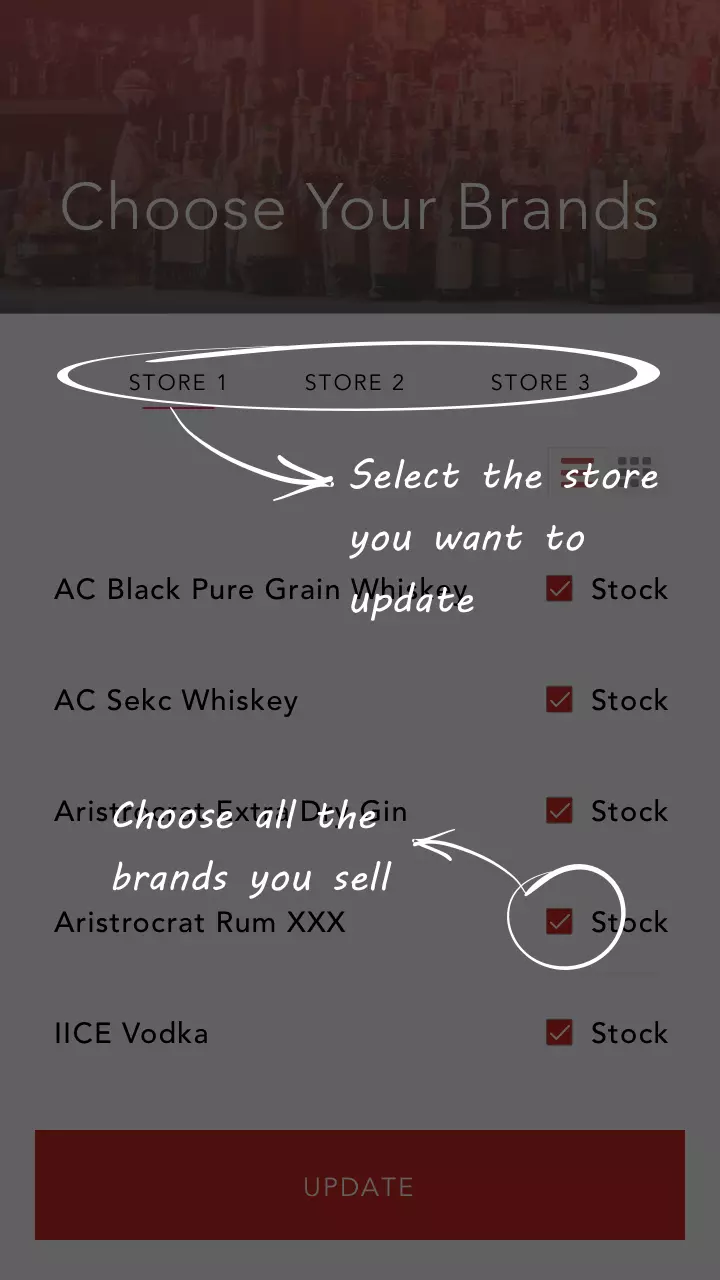 Choose Your Brands
STORE 1 STORE 2 STORE 3
Select the store
you want to
update
AC Black Pure Grain Whiskey Stock
AC Sekc Whiskey Stock
Aristrocrat Extra Dry Gin Stock
Choose all the
brands you sell
Aristrocrat Rum XXX Stock
IICE Vodka Stock
UPDATE